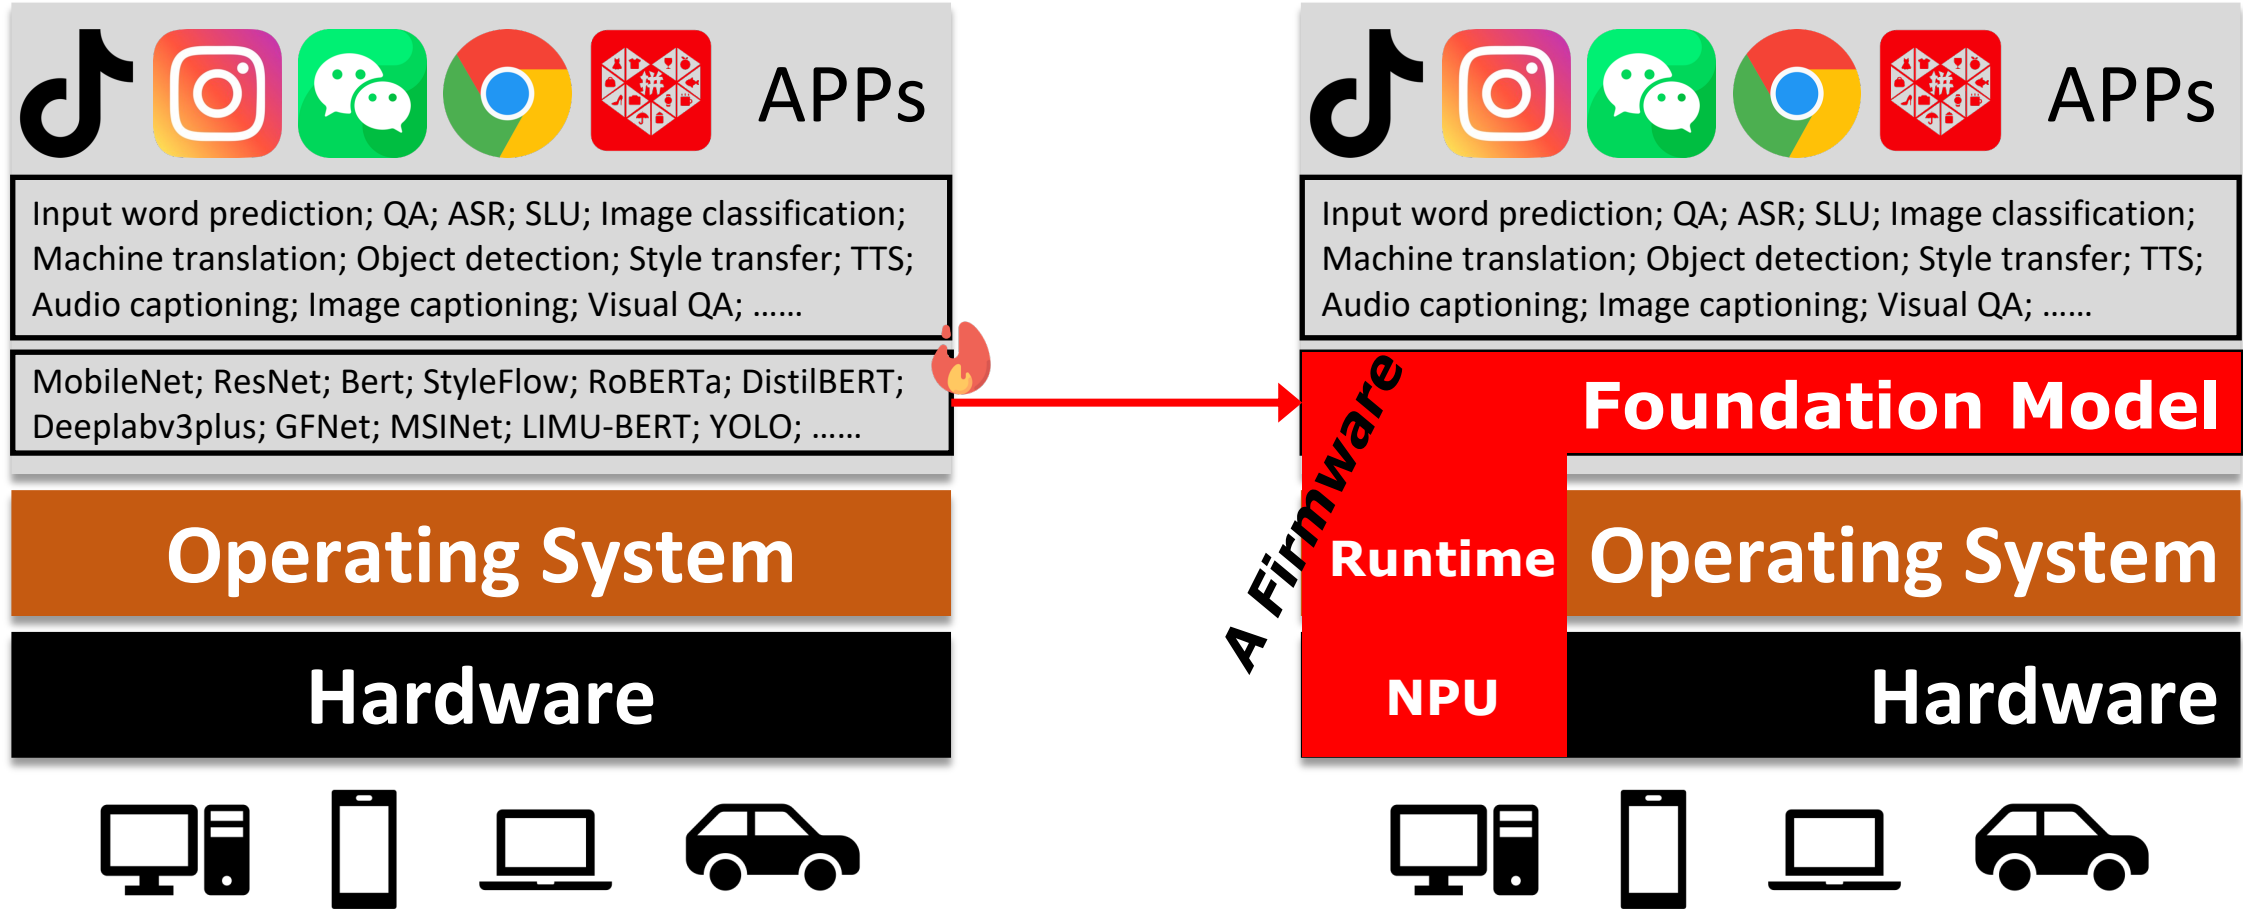 APPs
Input word prediction; QA; ASR; SLU; Image classification;
Machine translation; Object detection; Style transfer; TTS;
Audio captioning; Image captioning; Visual QA; ......
MobileNet; ResNet; Bert; StyleFlow; RoBERTa; DistilBERT;
Deeplabv3plus; GFNet; MSINet; LIMU-BERT; YOLO; ......
Operating System
Hardware
拼
APPs
拼
Input word prediction; QA; ASR; SLU; Image classification;
Machine translation; Object detection; Style transfer; TTS;
Audio captioning; Image captioning; Visual QA; ......
Foundation Model
A Firmware
Runtime
Operating System
NPU
Hardware